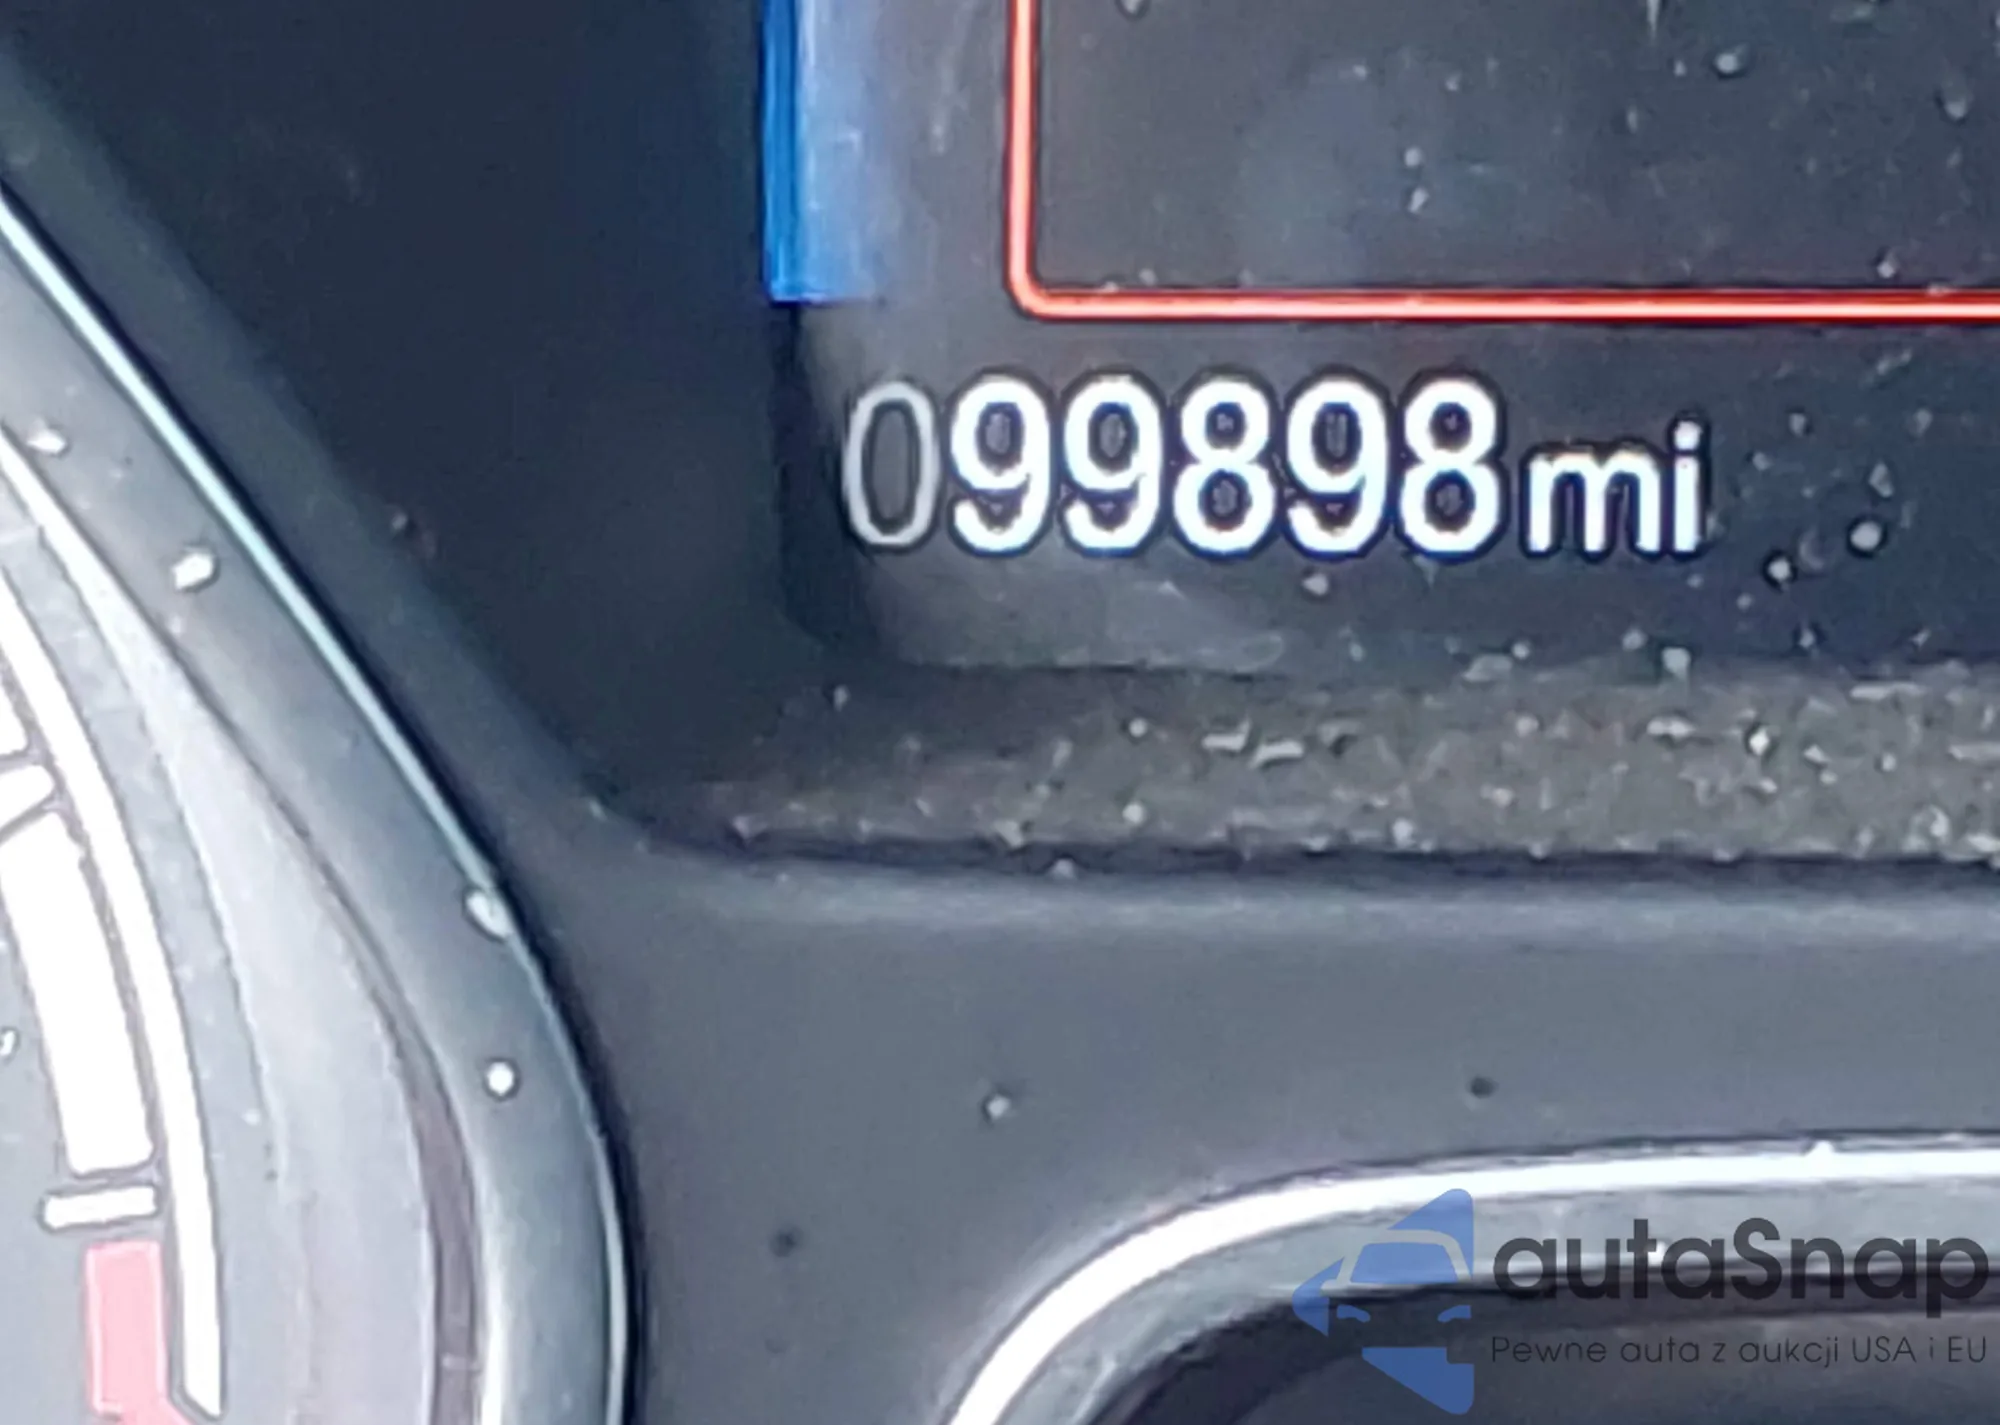 099898mi
autaSnap
Pewne auta z aukcji USA i EU